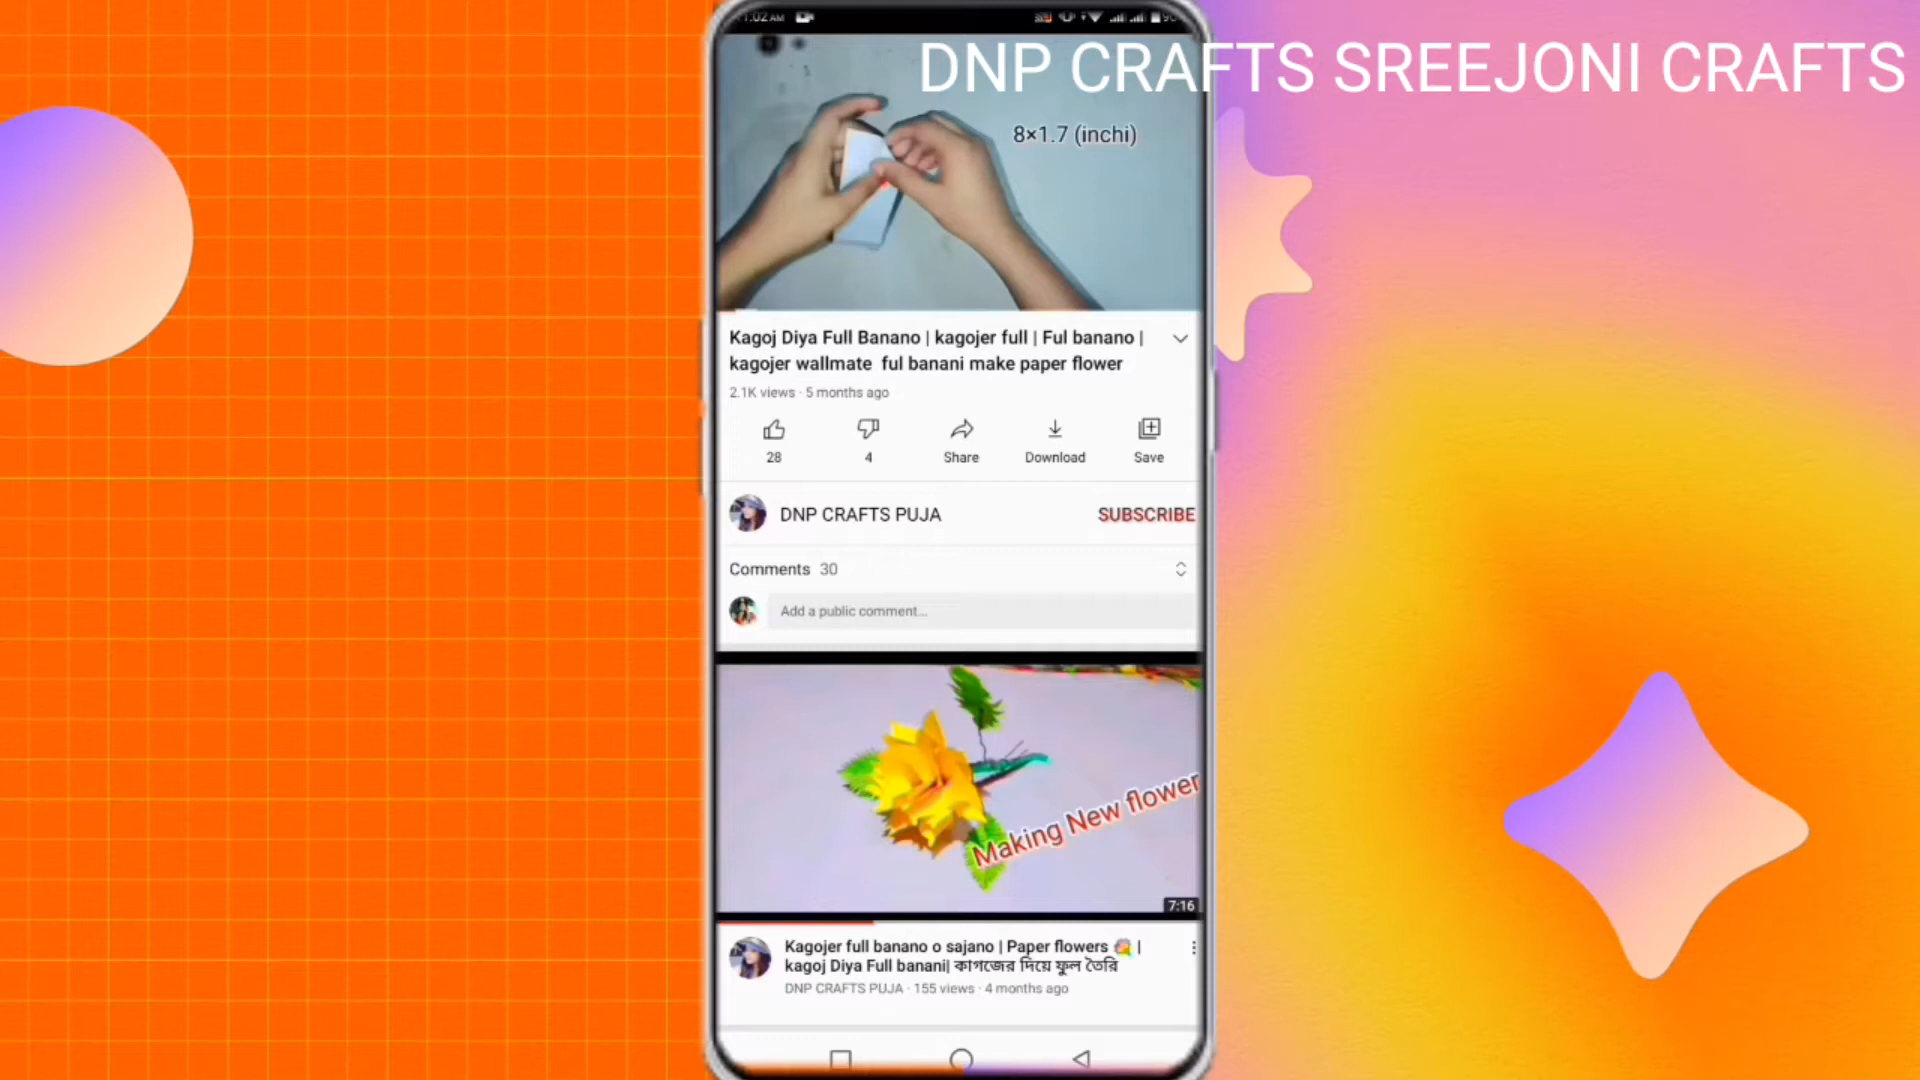 11:02 AM
DNP CRAFTS SREEJONI CRAFTS
8×1.7 (inchi)
Kagoj Diya Full Banano | kagojer full | Ful banano |
kagojer wallmate ful banani make paper flower
2.1K views · 5 months ago
28
4
Share
Download
Save
DNP CRAFTS PUJA
SUBSCRIBE
Comments 30
Add a public comment...
Making New flower
7:16
Kagojer full banano o sajano | Paper flowers 💐 |
kagoj Diya Full banani| কাগজের দিয়ে ফুল তৈরি
DNP CRAFTS PUJA · 155 views · 4 months ago